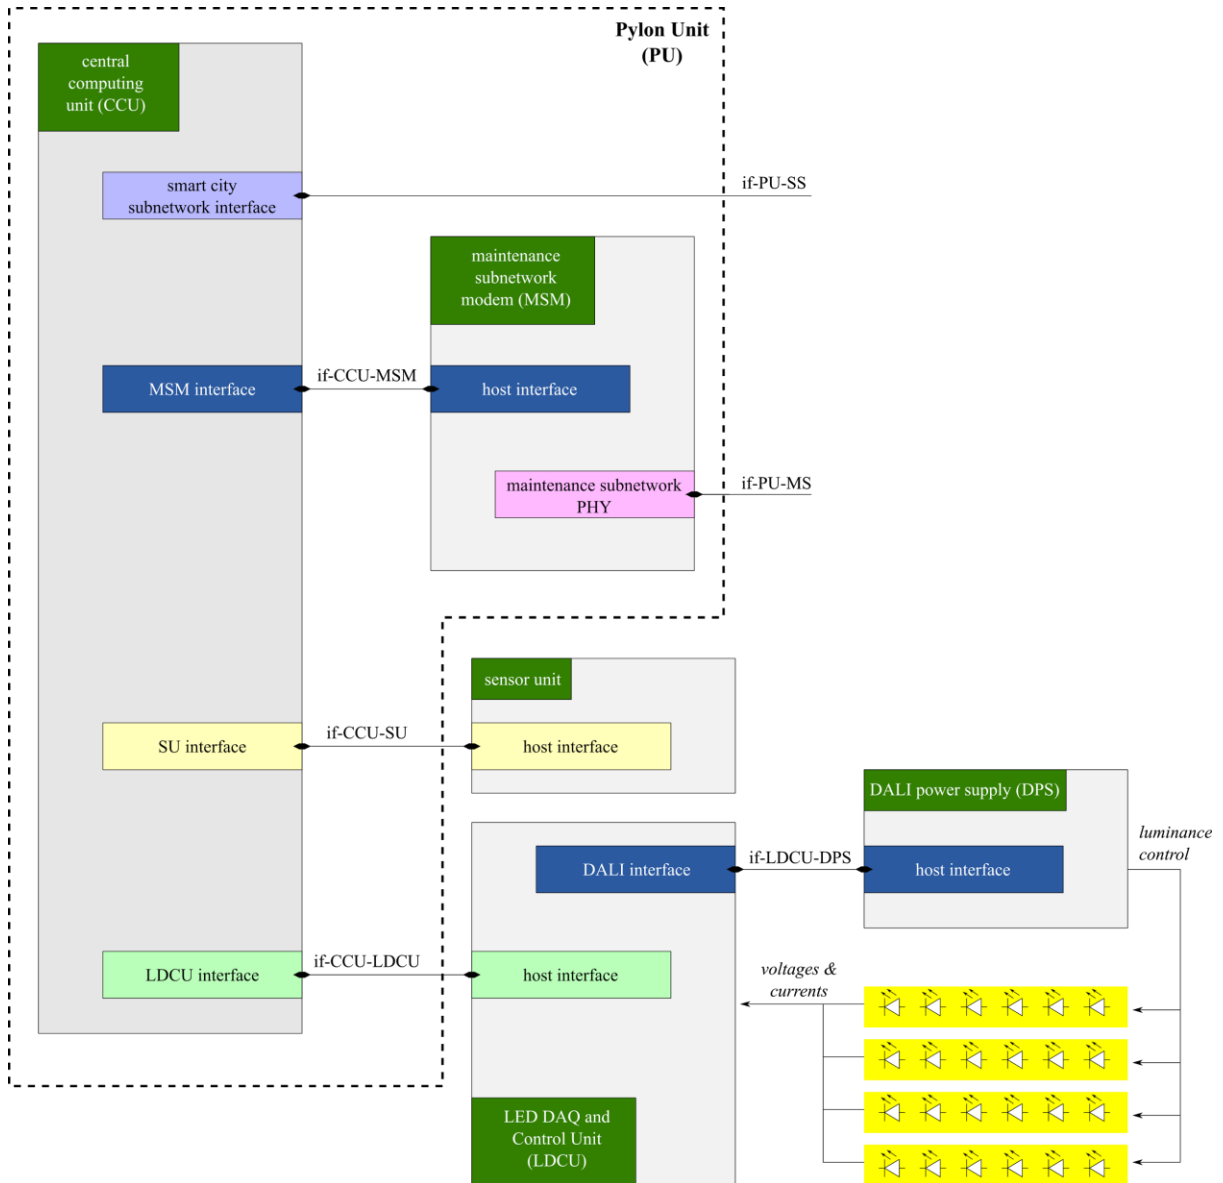 Pylon Unit
(PU)
central
computing
unit (CCU)
smart city
subnetwork interface
if-PU-SS
maintenance
subnetwork
modem (MSM)
MSM interface
if-CCU-MSM
host interface
maintenance subnetwork
PHY
if-PU-MS
sensor unit
SU interface
if-CCU-SU
host interface
DALI power supply (DPS)
luminance
control
DALI interface
if-LDCU-DPS
host interface
LDCU interface
if-CCU-LDCU
host interface
voltages &
currents
LED DAQ and
Control Unit
(LDCU)